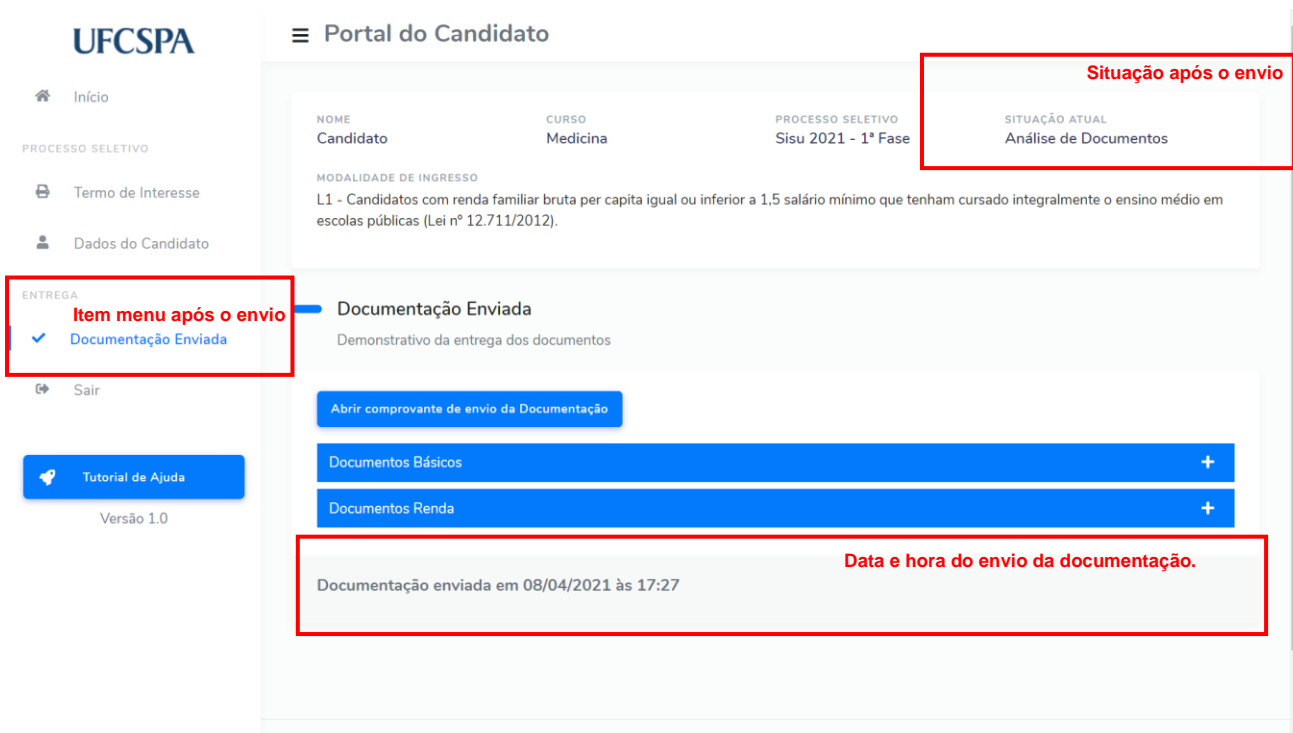 UFCSPA
Início
PROCESSO SELETIVO
Termo de Interesse
Dados do Candidato
ENTREGA
Item menu após o envio
Documentação Enviada
Sair
Tutorial de Ajuda
Versão 1.0
Portal do Candidato
Situação após o envio
NOME
Candidato
CURSO
Medicina
PROCESSO SELETIVO
Sisu 2021 - 1ª Fase
SITUAÇÃO ATUAL
Análise de Documentos
MODALIDADE DE INGRESSO
L1 - Candidatos com renda familiar bruta per capita igual ou inferior a 1,5 salário mínimo que tenham cursado integralmente o ensino médio em
escolas públicas (Lei nº 12.711/2012).
Documentação Enviada
Demonstrativo da entrega dos documentos
Abrir comprovante de envio da Documentação
Documentos Básicos
Documentos Renda
Data e hora do envio da documentação.
Documentação enviada em 08/04/2021 às 17:27